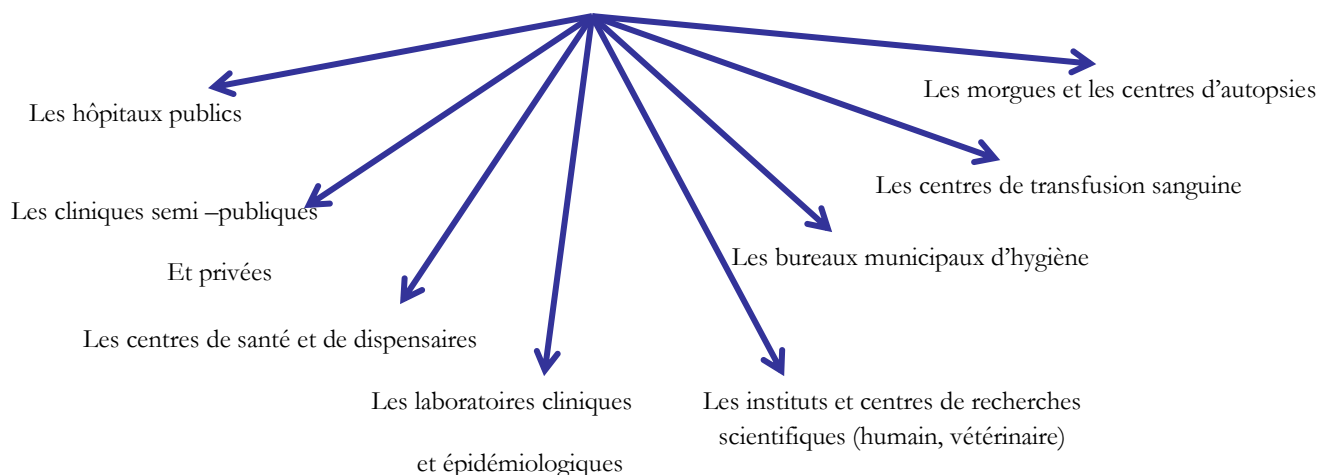 Les morgues et les centres d’autopsies
Les hôpitaux publics
Les centres de transfusion sanguine
Les cliniques semi –publiques
Et privées
Les bureaux municipaux d’hygiène
Les centres de santé et de dispensaires
Les laboratoires cliniques
et épidémiologiques
Les instituts et centres de recherches
scientifiques (humain, vétérinaire)